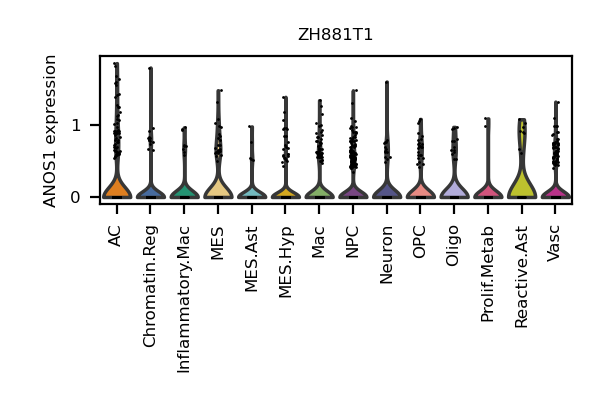 ZH881T1
ANOS1 expression
1
0
AC
Chromatin.Reg
Inflammatory.Mac
MES
MES.Ast
MES.Hyp
Mac
NPC
Neuron
OPC
Oligo
Prolif.Metab
Reactive.Ast
Vasc